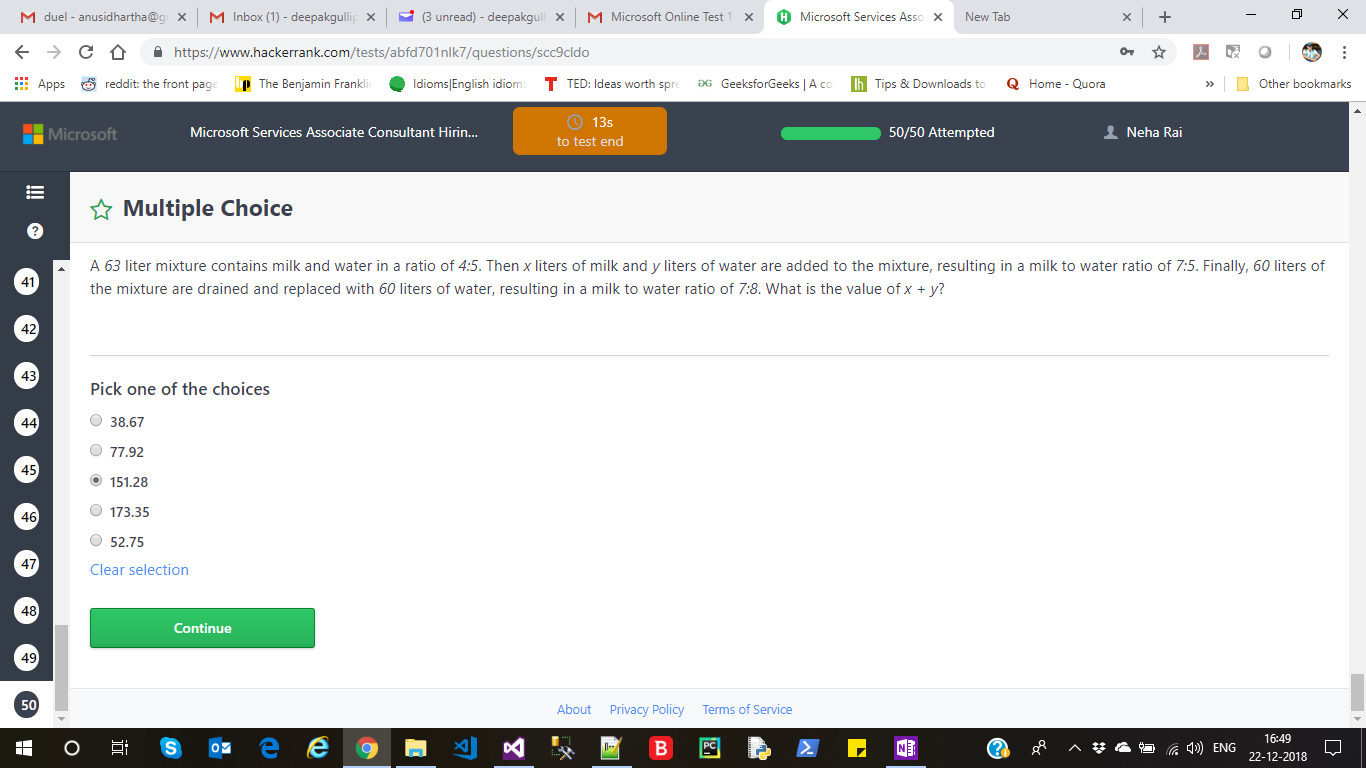 duel - anusidhartha@g
Inbox (1) - deepakgullip
(3 unread) - deepakgull
Microsoft Online Test 1
Microsoft Services Asso
New Tab
https://www.hackerrank.com/tests/abfd701nlk7/questions/scc9cldo
Apps
reddit: the front page
The Benjamin Frankli
Idioms|English idiom
TED: Ideas worth spre
GeeksforGeeks | A co
Tips & Downloads to
Home - Quora
»
Other bookmarks
Microsoft
Microsoft Services Associate Consultant Hirin...
13s
to test end
50/50 Attempted
Neha Rai
?
Multiple Choice
A 63 liter mixture contains milk and water in a ratio of 4:5. Then x liters of milk and y liters of water are added to the mixture, resulting in a milk to water ratio of 7:5. Finally, 60 liters of
the mixture are drained and replaced with 60 liters of water, resulting in a milk to water ratio of 7:8. What is the value of x + y?
Pick one of the choices
38.67
77.92
151.28
173.35
52.75
Clear selection
Continue
41
42
43
44
45
46
47
48
49
50
About Privacy Policy Terms of Service
ENG
16:49
22-12-2018